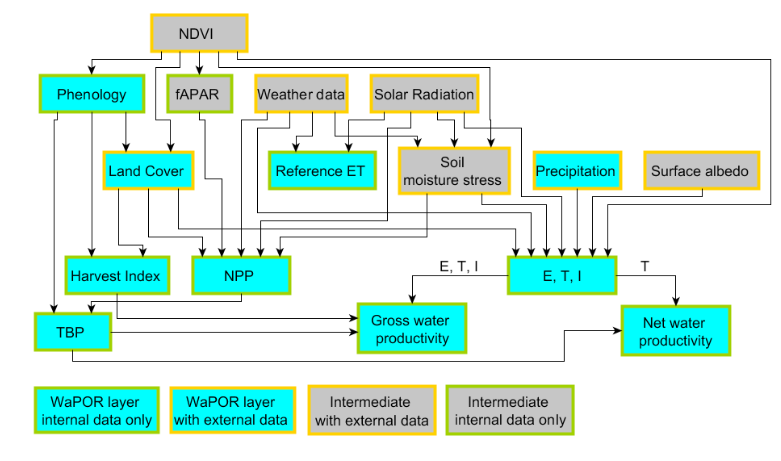 NDVI
Phenology
fAPAR
Weather data
Solar Radiation
Land Cover
Reference ET
Soil
moisture stress
Precipitation
Surface albedo
Harvest Index
NPP
E, T, I
E, T, I
T
TBP
Gross water
productivity
Net water
productivity
WaPOR layer
internal data only
WaPOR layer
with external data
Intermediate
with external data
Intermediate
internal data only